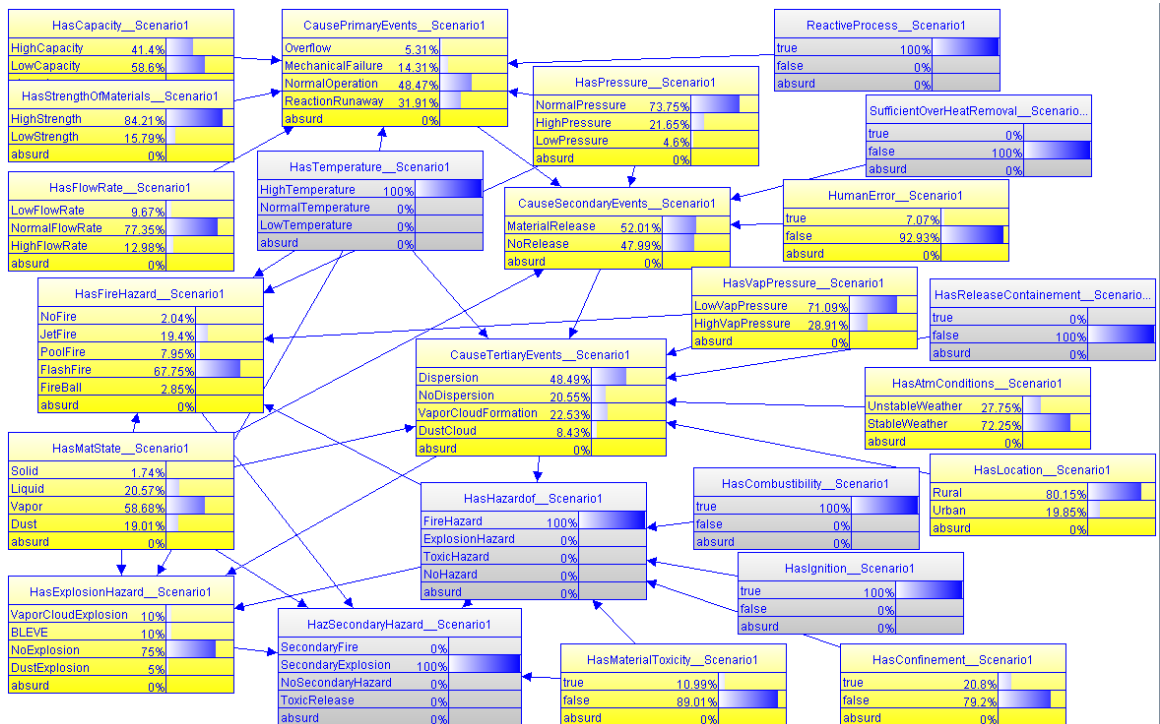 HasCapacity__Scenario1
HighCapacity 41.4%
LowCapacity 58.6%
HasStrengthOfMaterials__Scenario1
HighStrength 84.21%
LowStrength 15.79%
absurd 0%
HasFlowRate__Scenario1
LowFlowRate 9.67%
NormalFlowRate 77.35%
HighFlowRate 12.98%
absurd 0%
CausePrimaryEvents__Scenario1
Overflow 5.31%
MechanicalFailure 14.31%
NormalOperation 48.47%
ReactionRunaway 31.91%
absurd 0%
HasTemperature__Scenario1
HighTemperature 100%
NormalTemperature 0%
LowTemperature 0%
absurd 0%
HasPressure__Scenario1
NormalPressure 73.75%
HighPressure 21.65%
LowPressure 4.6%
absurd 0%
ReactiveProcess__Scenario1
true 100%
false 0%
absurd 0%
SufficientOverHeatRemoval__Scenario...
true 0%
false 100%
absurd 0%
CauseSecondaryEvents__Scenario1
MaterialRelease 52.01%
NoRelease 47.99%
absurd 0%
HumanError__Scenario1
true 7.07%
false 92.93%
absurd 0%
HasFireHazard__Scenario1
NoFire 2.04%
JetFire 19.4%
PoolFire 7.95%
FlashFire 67.75%
FireBall 2.85%
absurd 0%
HasVapPressure__Scenario1
LowVapPressure 71.09%
HighVapPressure 28.91%
absurd 0%
HasReleaseContainement__Scenario...
true 0%
false 100%
absurd 0%
CauseTertiaryEvents__Scenario1
Dispersion 48.49%
NoDispersion 20.55%
VaporCloudFormation 22.53%
DustCloud 8.43%
absurd 0%
HasAtmConditions__Scenario1
UnstableWeather 27.75%
StableWeather 72.25%
absurd 0%
HasMatState__Scenario1
Solid 1.74%
Liquid 20.57%
Vapor 58.68%
Dust 19.01%
absurd 0%
HasLocation__Scenario1
Rural 80.15%
Urban 19.85%
absurd 0%
HasHazardof__Scenario1
FireHazard 100%
ExplosionHazard 0%
ToxicHazard 0%
NoHazard 0%
absurd 0%
HasCombustibility__Scenario1
true 100%
false 0%
absurd 0%
HasIgnition__Scenario1
true 100%
false 0%
absurd 0%
HasExplosionHazard__Scenario1
VaporCloudExplosion 10%
BLEVE 10%
NoExplosion 75%
DustExplosion 5%
absurd 0%
HazSecondaryHazard__Scenario1
SecondaryFire 0%
SecondaryExplosion 100%
NoSecondaryHazard 0%
ToxicRelease 0%
absurd 0%
HasMaterialToxicity__Scenario1
true 10.99%
false 89.01%
absurd 0%
HasConfinement__Scenario1
true 20.8%
false 79.2%
absurd 0%